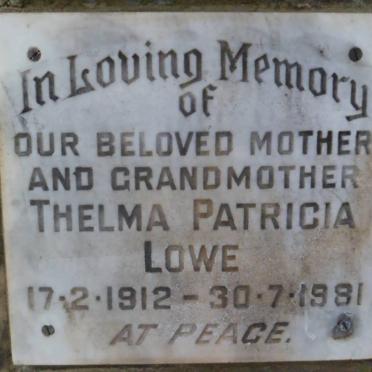 In Loving Memory
of
OUR BELOVED MOTHER
AND GRANDMOTHER
THELMA PATRICIA
LOWE
17-2-1912 - 30-7-1981
AT PEACE.